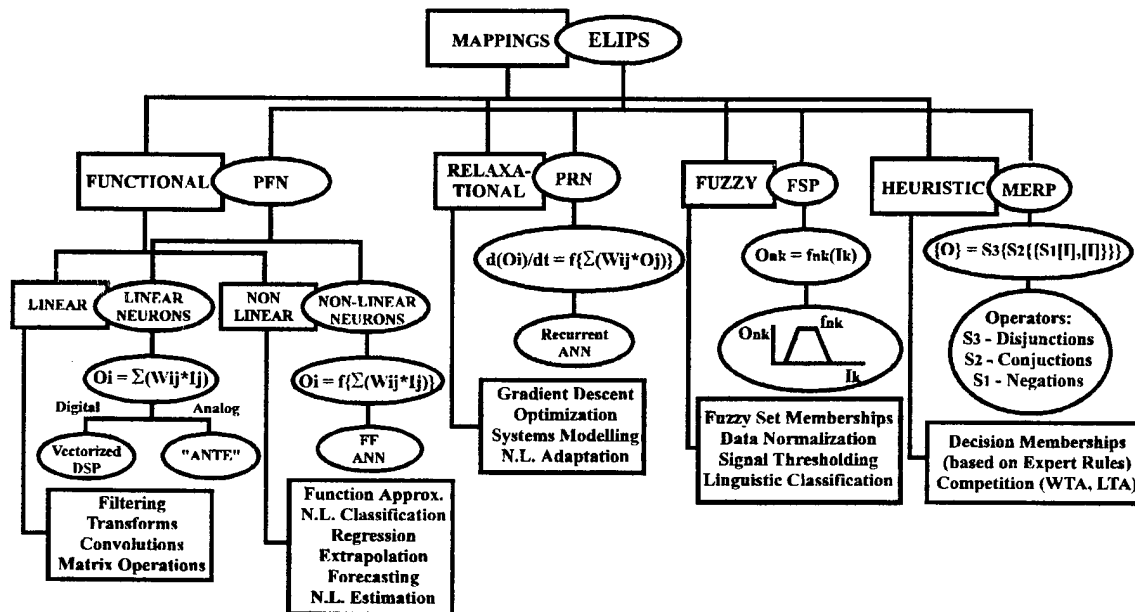 MAPPINGS
ELIPS
FUNCTIONAL
PFN
RELAXA-
TIONAL
PRN
FUZZY
FSP
HEURISTIC
MERP
LINEAR
LINEAR
NEURONS
NON
LINEAR
NON-LINEAR
NEURONS
d(Oi)/dt = f{Σ(Wij*Oj)}
Onk = fnk(Ik)
{O} = S3{S2{{S1[I],[I]}}}
Oi = Σ(Wij*Ij)
Oi = f{Σ(Wij*Ij)}
Recurrent
ANN
Onk
fnk
Ik
Operators:
S3 - Disjunctions
S2 - Conjuctions
S1 - Negations
Digital
Analog
Vectorized
DSP
"ANTE"
FF
ANN
Gradient Descent
Optimization
Systems Modelling
N.L. Adaptation
Fuzzy Set Memberships
Data Normalization
Signal Thresholding
Linguistic Classification
Decision Memberships
(based on Expert Rules)
Competition (WTA, LTA)
Filtering
Transforms
Convolutions
Matrix Operations
Function Approx.
N.L. Classification
Regression
Extrapolation
Forecasting
N.L. Estimation